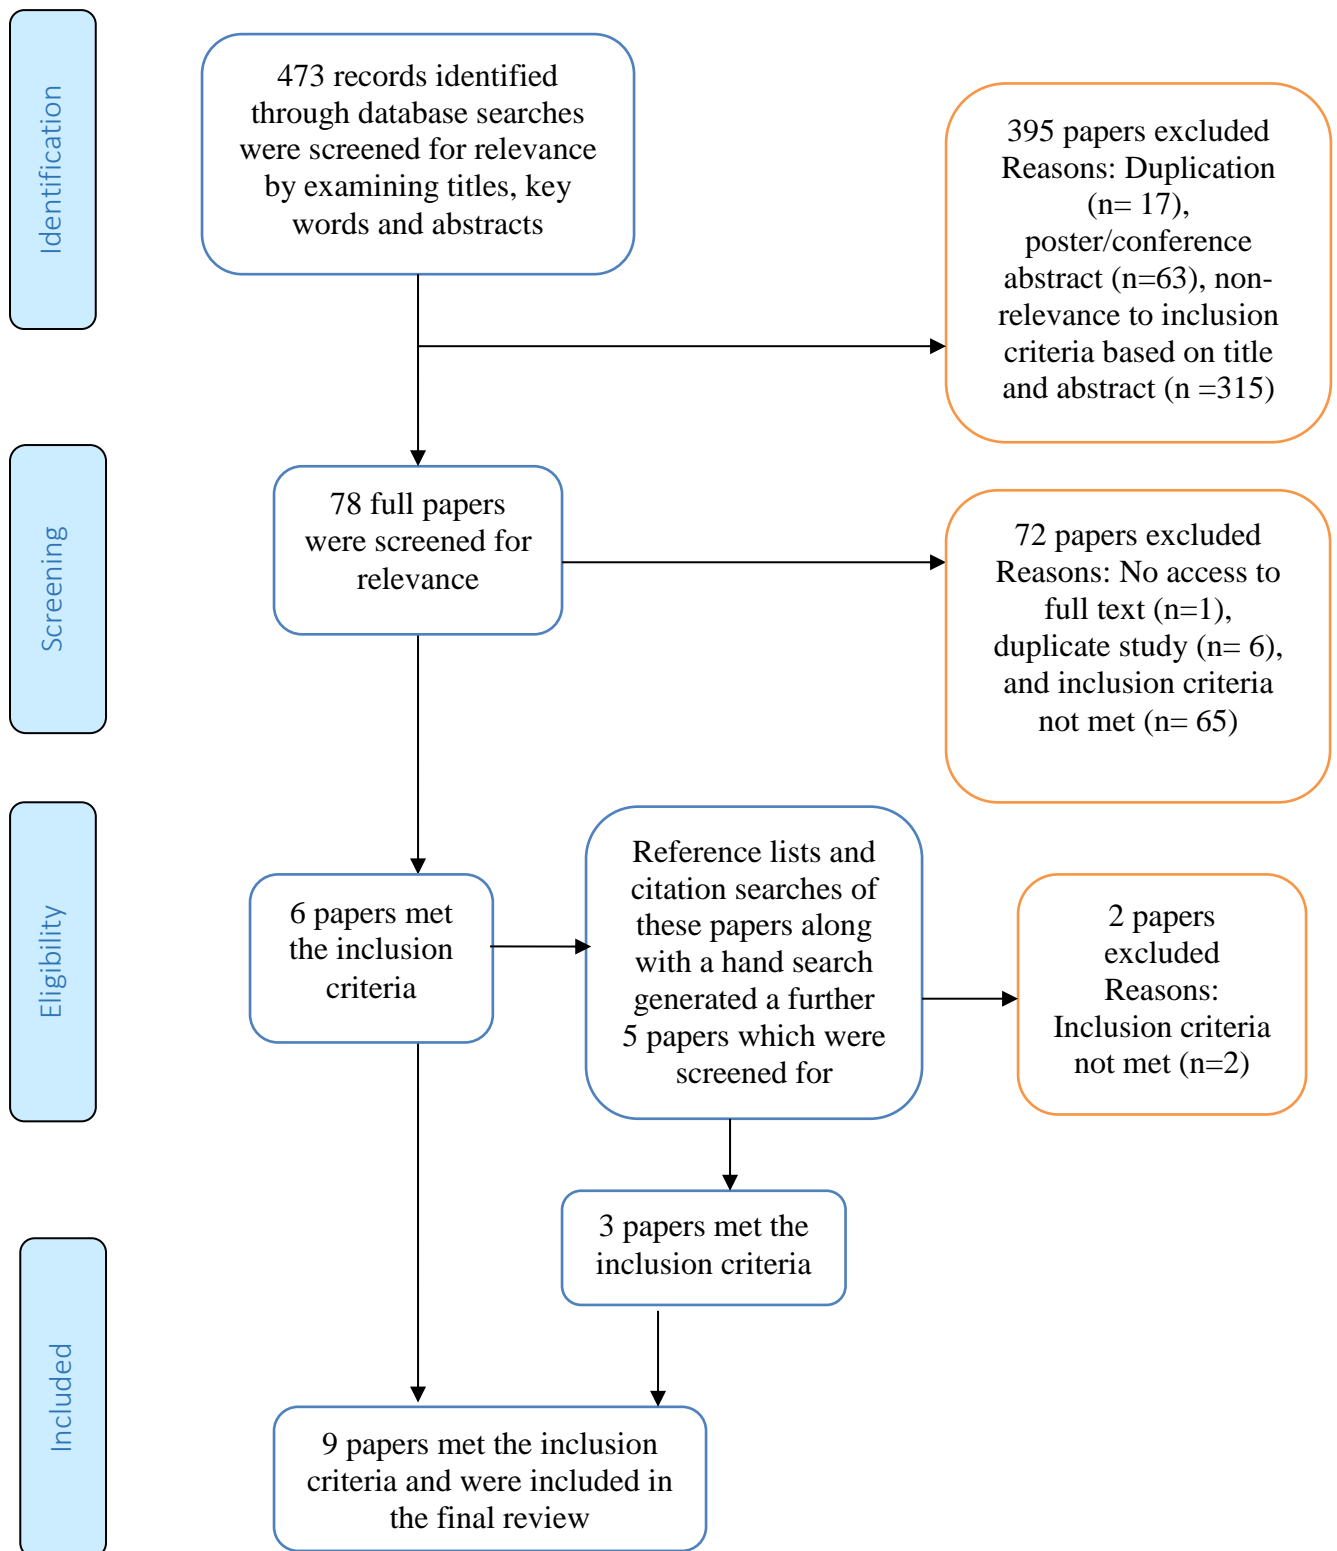 Identification
473 records identified
through database searches
were screened for relevance
by examining titles, key
words and abstracts
395 papers excluded
Reasons: Duplication
(n= 17),
poster/conference
abstract (n=63), non-
relevance to inclusion
criteria based on title
and abstract (n =315)
Screening
78 full papers
were screened for
relevance
72 papers excluded
Reasons: No access to
full text (n=1),
duplicate study (n= 6),
and inclusion criteria
not met (n= 65)
Eligibility
6 papers met
the inclusion
criteria
Reference lists and
citation searches of
these papers along
with a hand search
generated a further
5 papers which were
screened for
2 papers
excluded
Reasons:
Inclusion criteria
not met (n=2)
3 papers met the
inclusion criteria
Included
9 papers met the inclusion
criteria and were included in
the final review